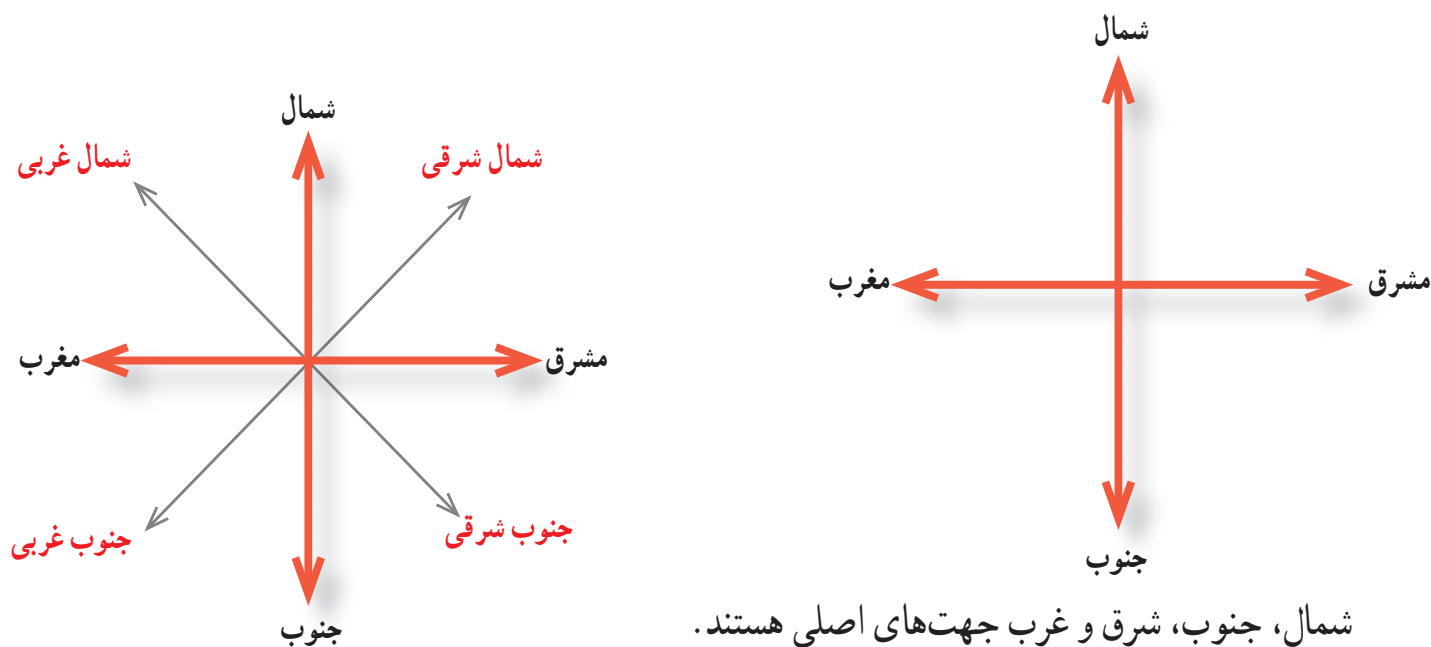 شمال
مشرق
مغرب
جنوب
شمال، جنوب، شرق و غرب جهت‌های اصلی هستند.
شمال
شمال شرقی
شمال غربی
مشرق
مغرب
جنوب شرقی
جنوب غربی
جنوب